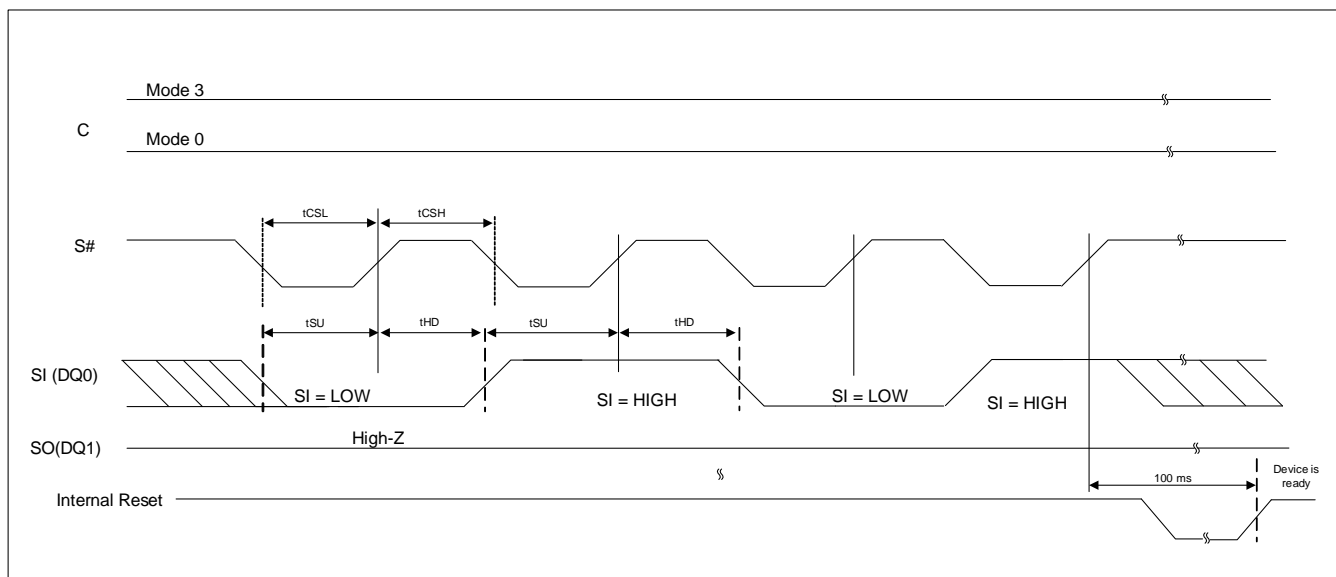 Mode 3
C
Mode 0
tCSL
tCSH
S#
tSU
tHD
tSU
tHD
SI (DQ0)
SI = LOW
SI = HIGH
SI = LOW
SI = HIGH
High-Z
SO(DQ1)
100 ms
Device is
ready
Internal Reset